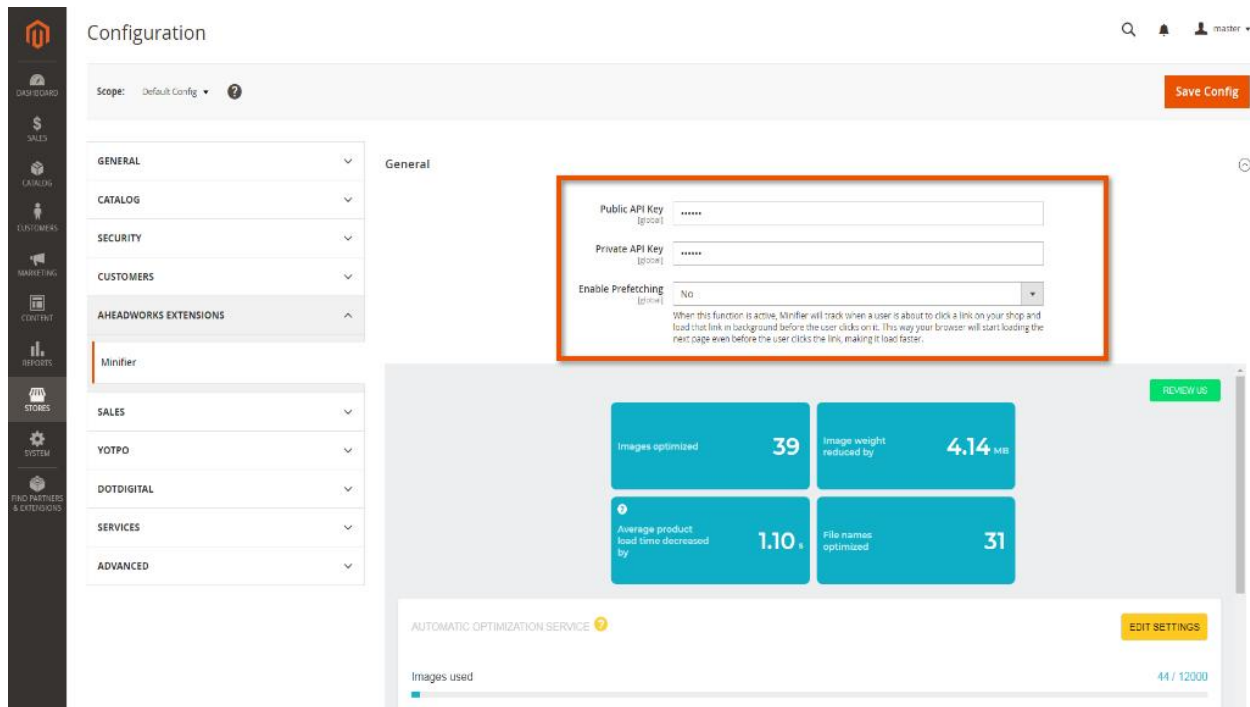 Configuration
master
DASHBOARD
SALES
CATALOG
CUSTOMERS
MARKETING
CONTENT
REPORTS
STORES
SYSTEM
FIND PARTNERS
& EXTENSIONS
Scope: Default Config
Save Config
GENERAL
CATALOG
SECURITY
CUSTOMERS
AHEADWORKS EXTENSIONS
Minifier
SALES
YOTPO
DOTDIGITAL
SERVICES
ADVANCED
General
Public API Key
[global]
Private API Key
[global]
Enable Prefetching
[global]
No
When this function is active, Minifier will track when a user is about to click a link on your shop and
load that link in background before the user clicks on it. This way your browser will start loading the
next page even before the user clicks the link, making it load faster.
REVIEW US
Images optimized 39
Image weight
reduced by
4.14 MB
Average product
load time decreased
by
1.10 s
File names
optimized
31
AUTOMATIC OPTIMIZATION SERVICE
EDIT SETTINGS
Images used 44 / 12000